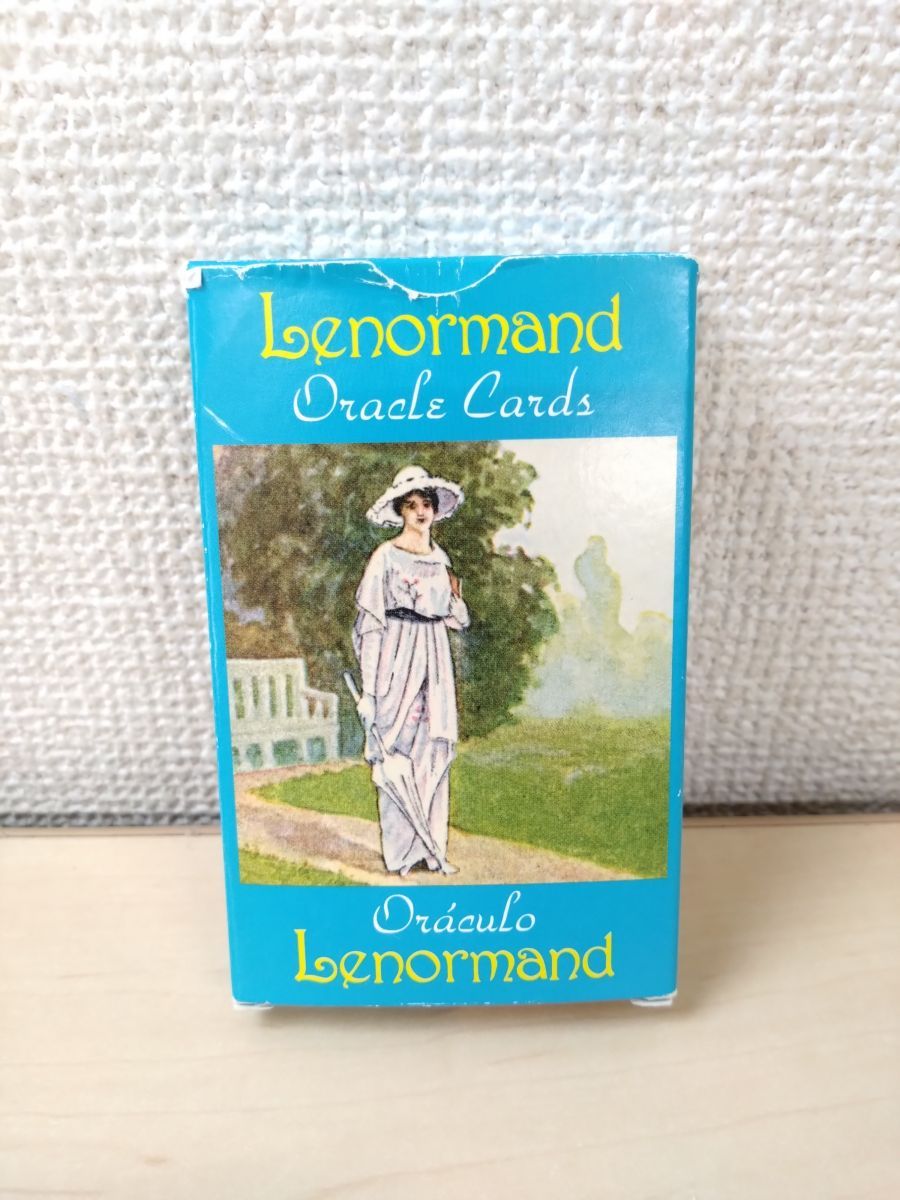 Lenormand
Oracle Cards
Oráculo
Lenormand